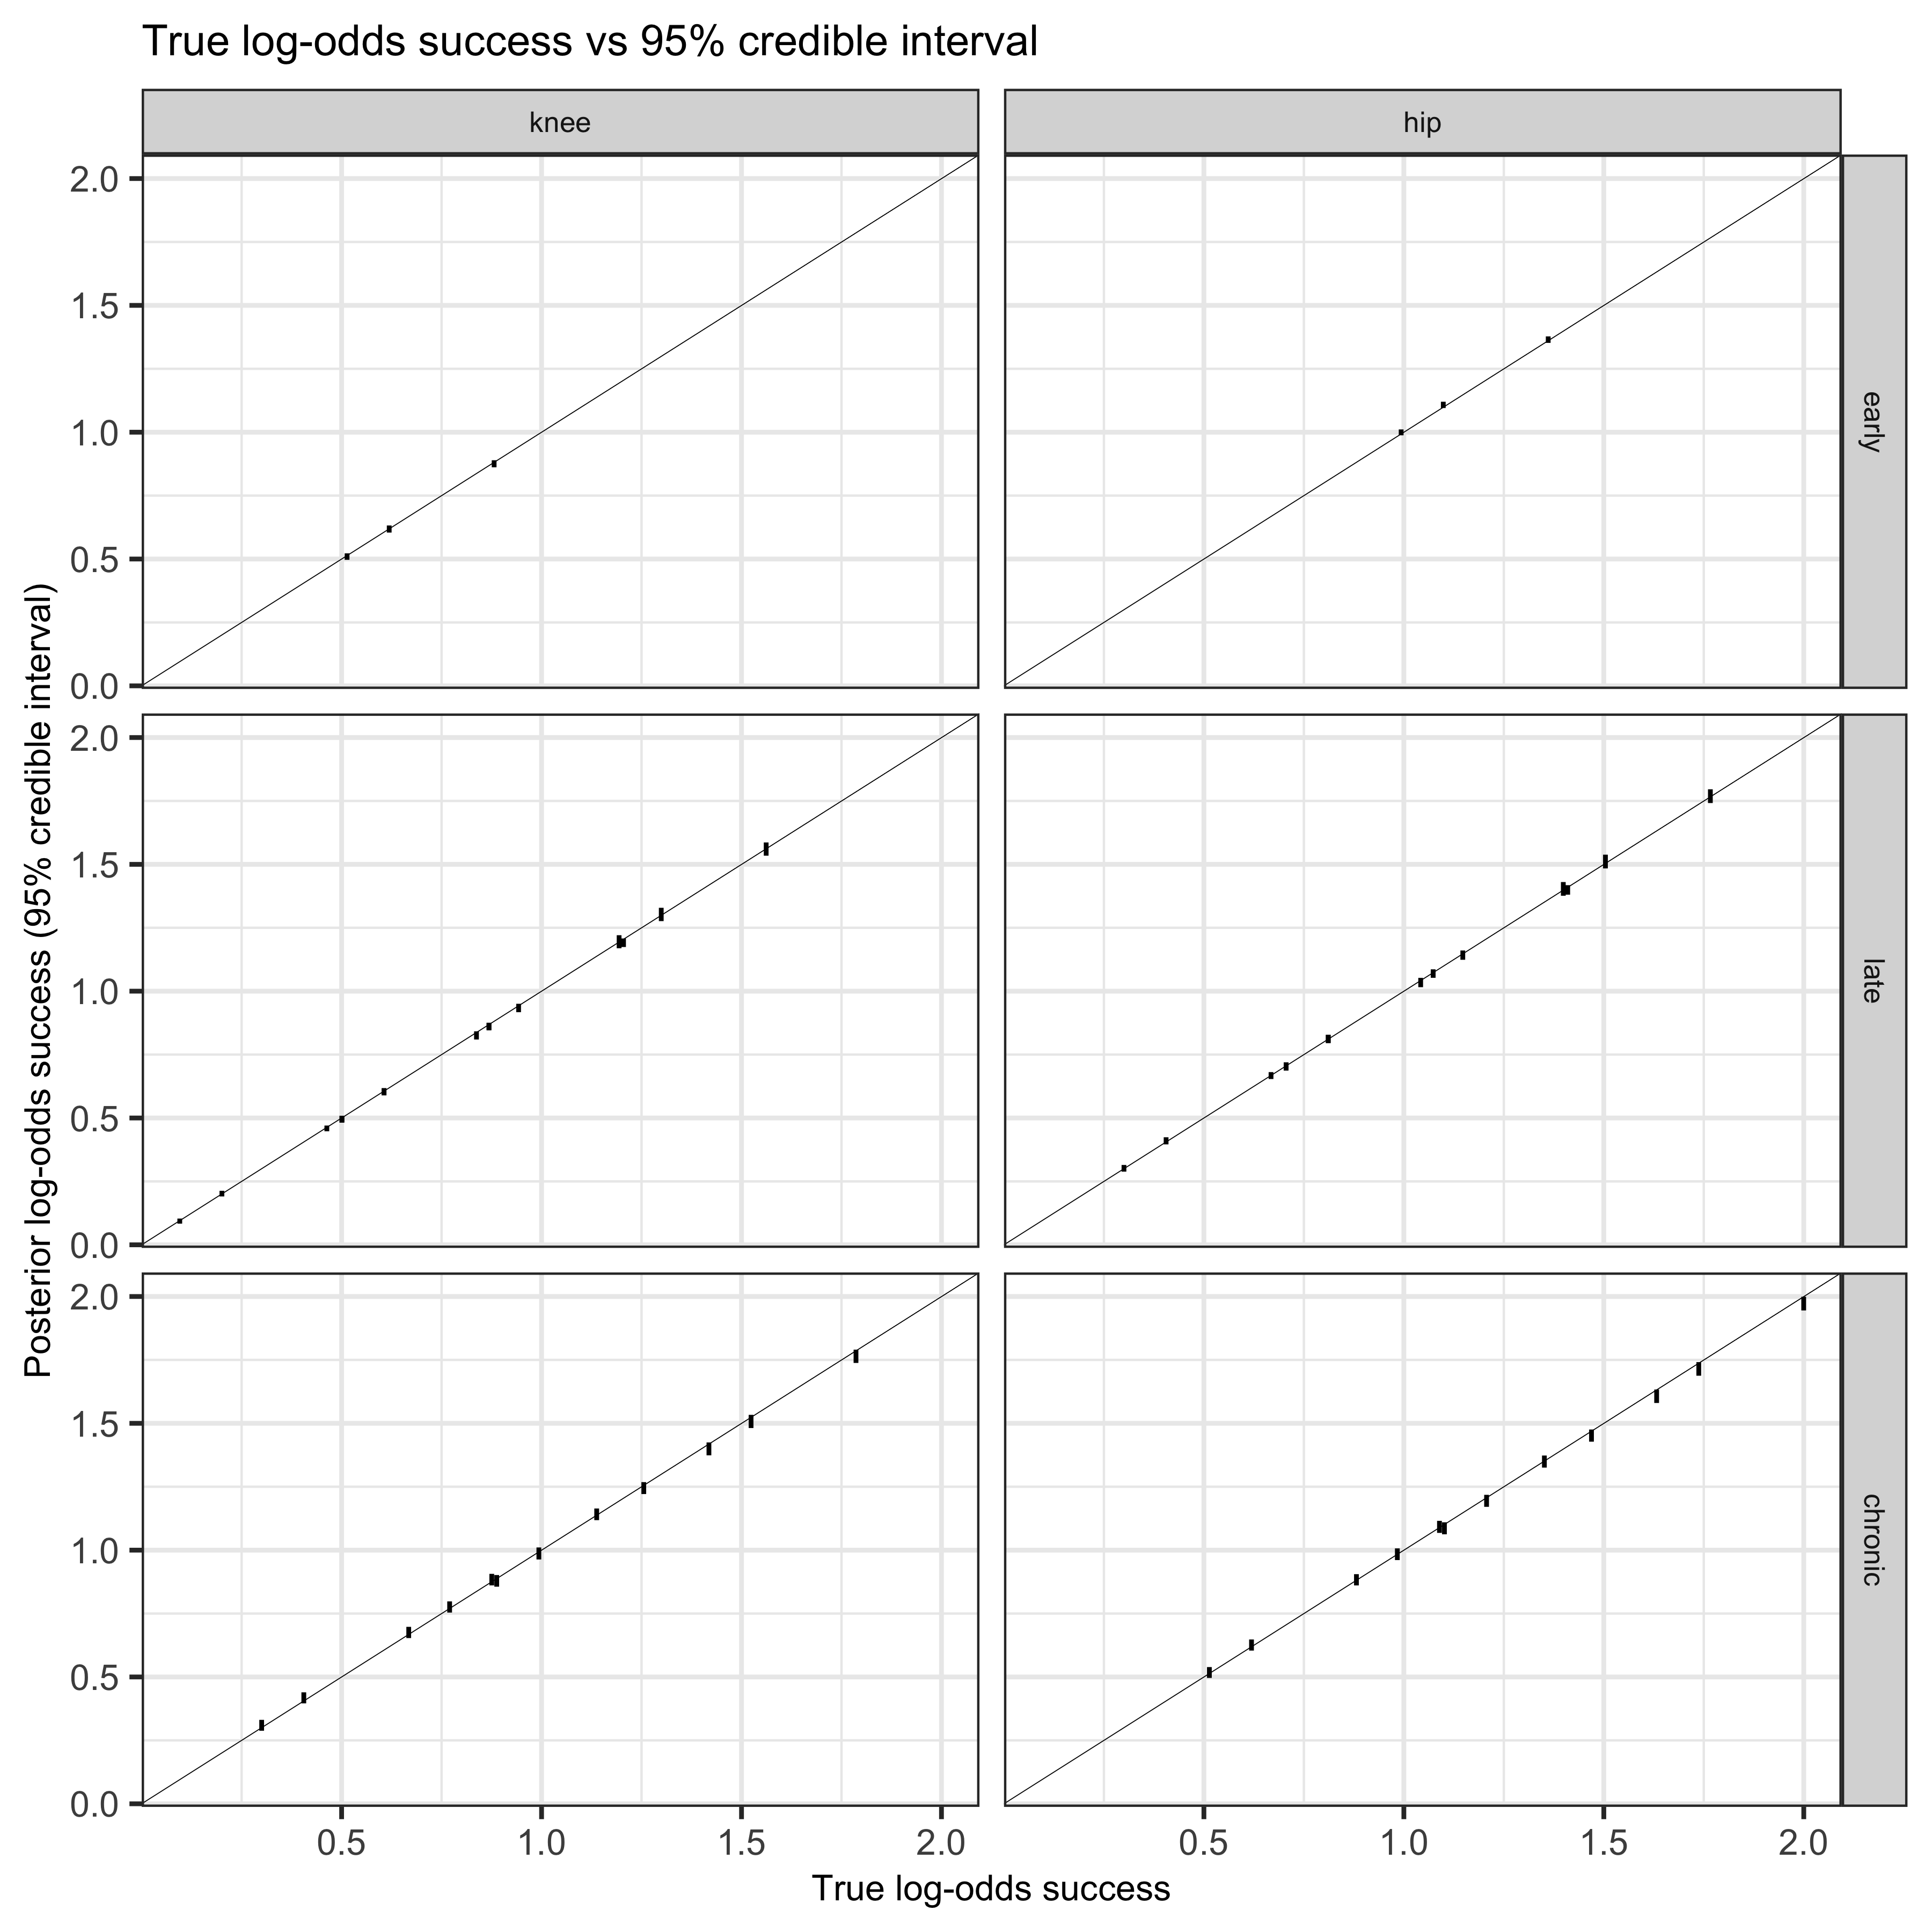 True log-odds success vs 95% credible interval
knee
hip
early
late
chronic
Posterior log-odds success (95% credible interval)
2.0
1.5
1.0
0.5
0.0
2.0
1.5
1.0
0.5
0.0
2.0
1.5
1.0
0.5
0.0
0.5 1.0 1.5 2.0 0.5 1.0 1.5 2.0
True log-odds success